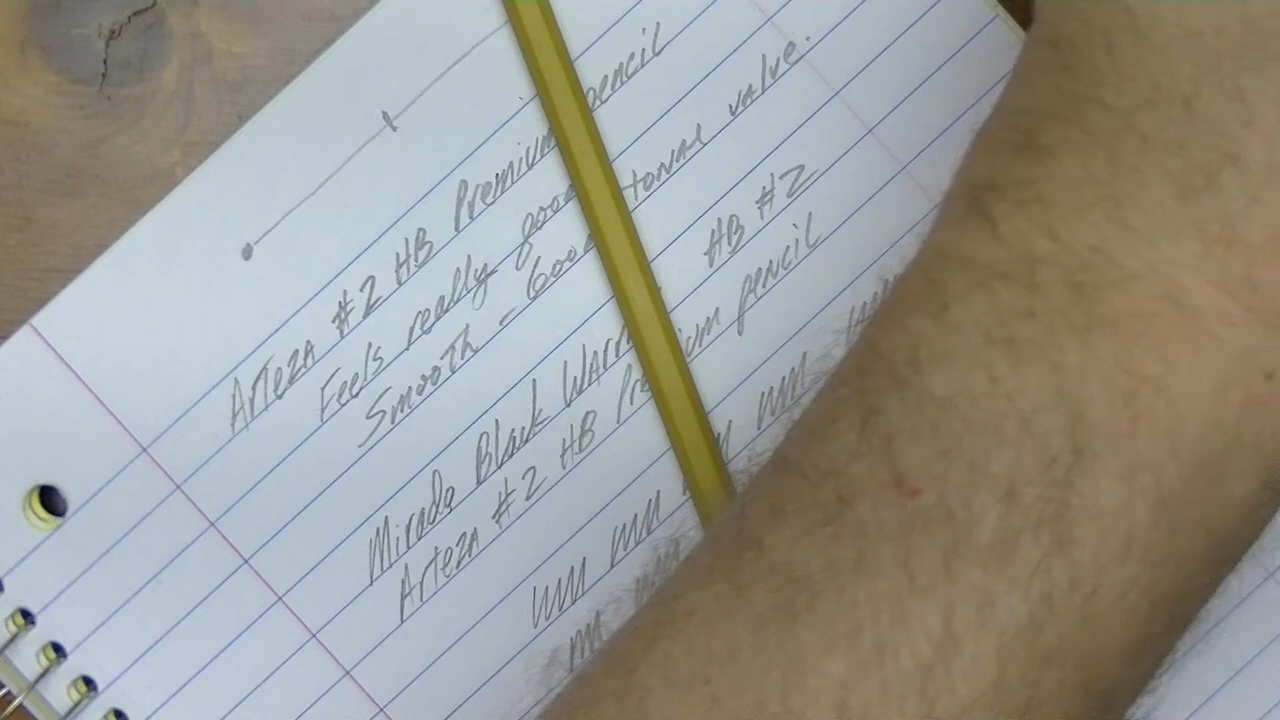 Arteza #2 HB Premium pencil
Feels really good
Smooth - Good tonal value.
Mirado Black Warr HB #2
Arteza #2 HB Premium pencil